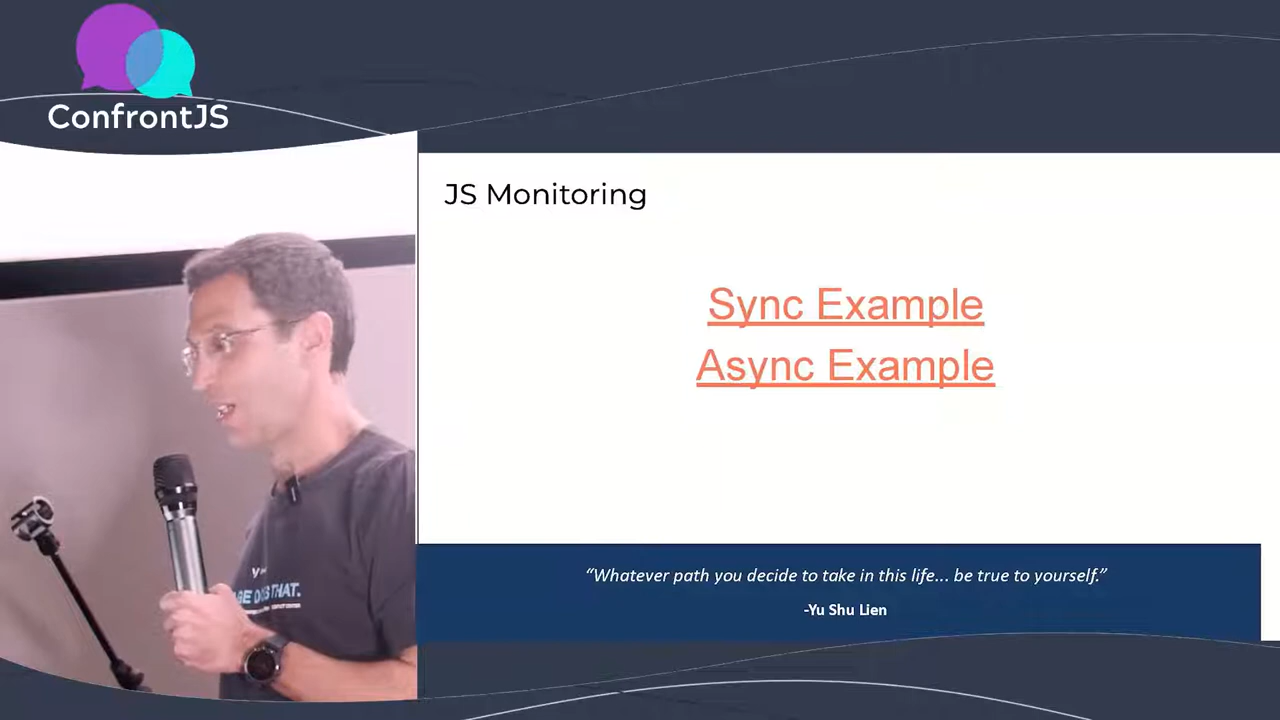 ConfrontJS
JS Monitoring
Sync Example
Async Example
“Whatever path you decide to take in this life... be true to yourself.”
-Yu Shu Lien
THAT.